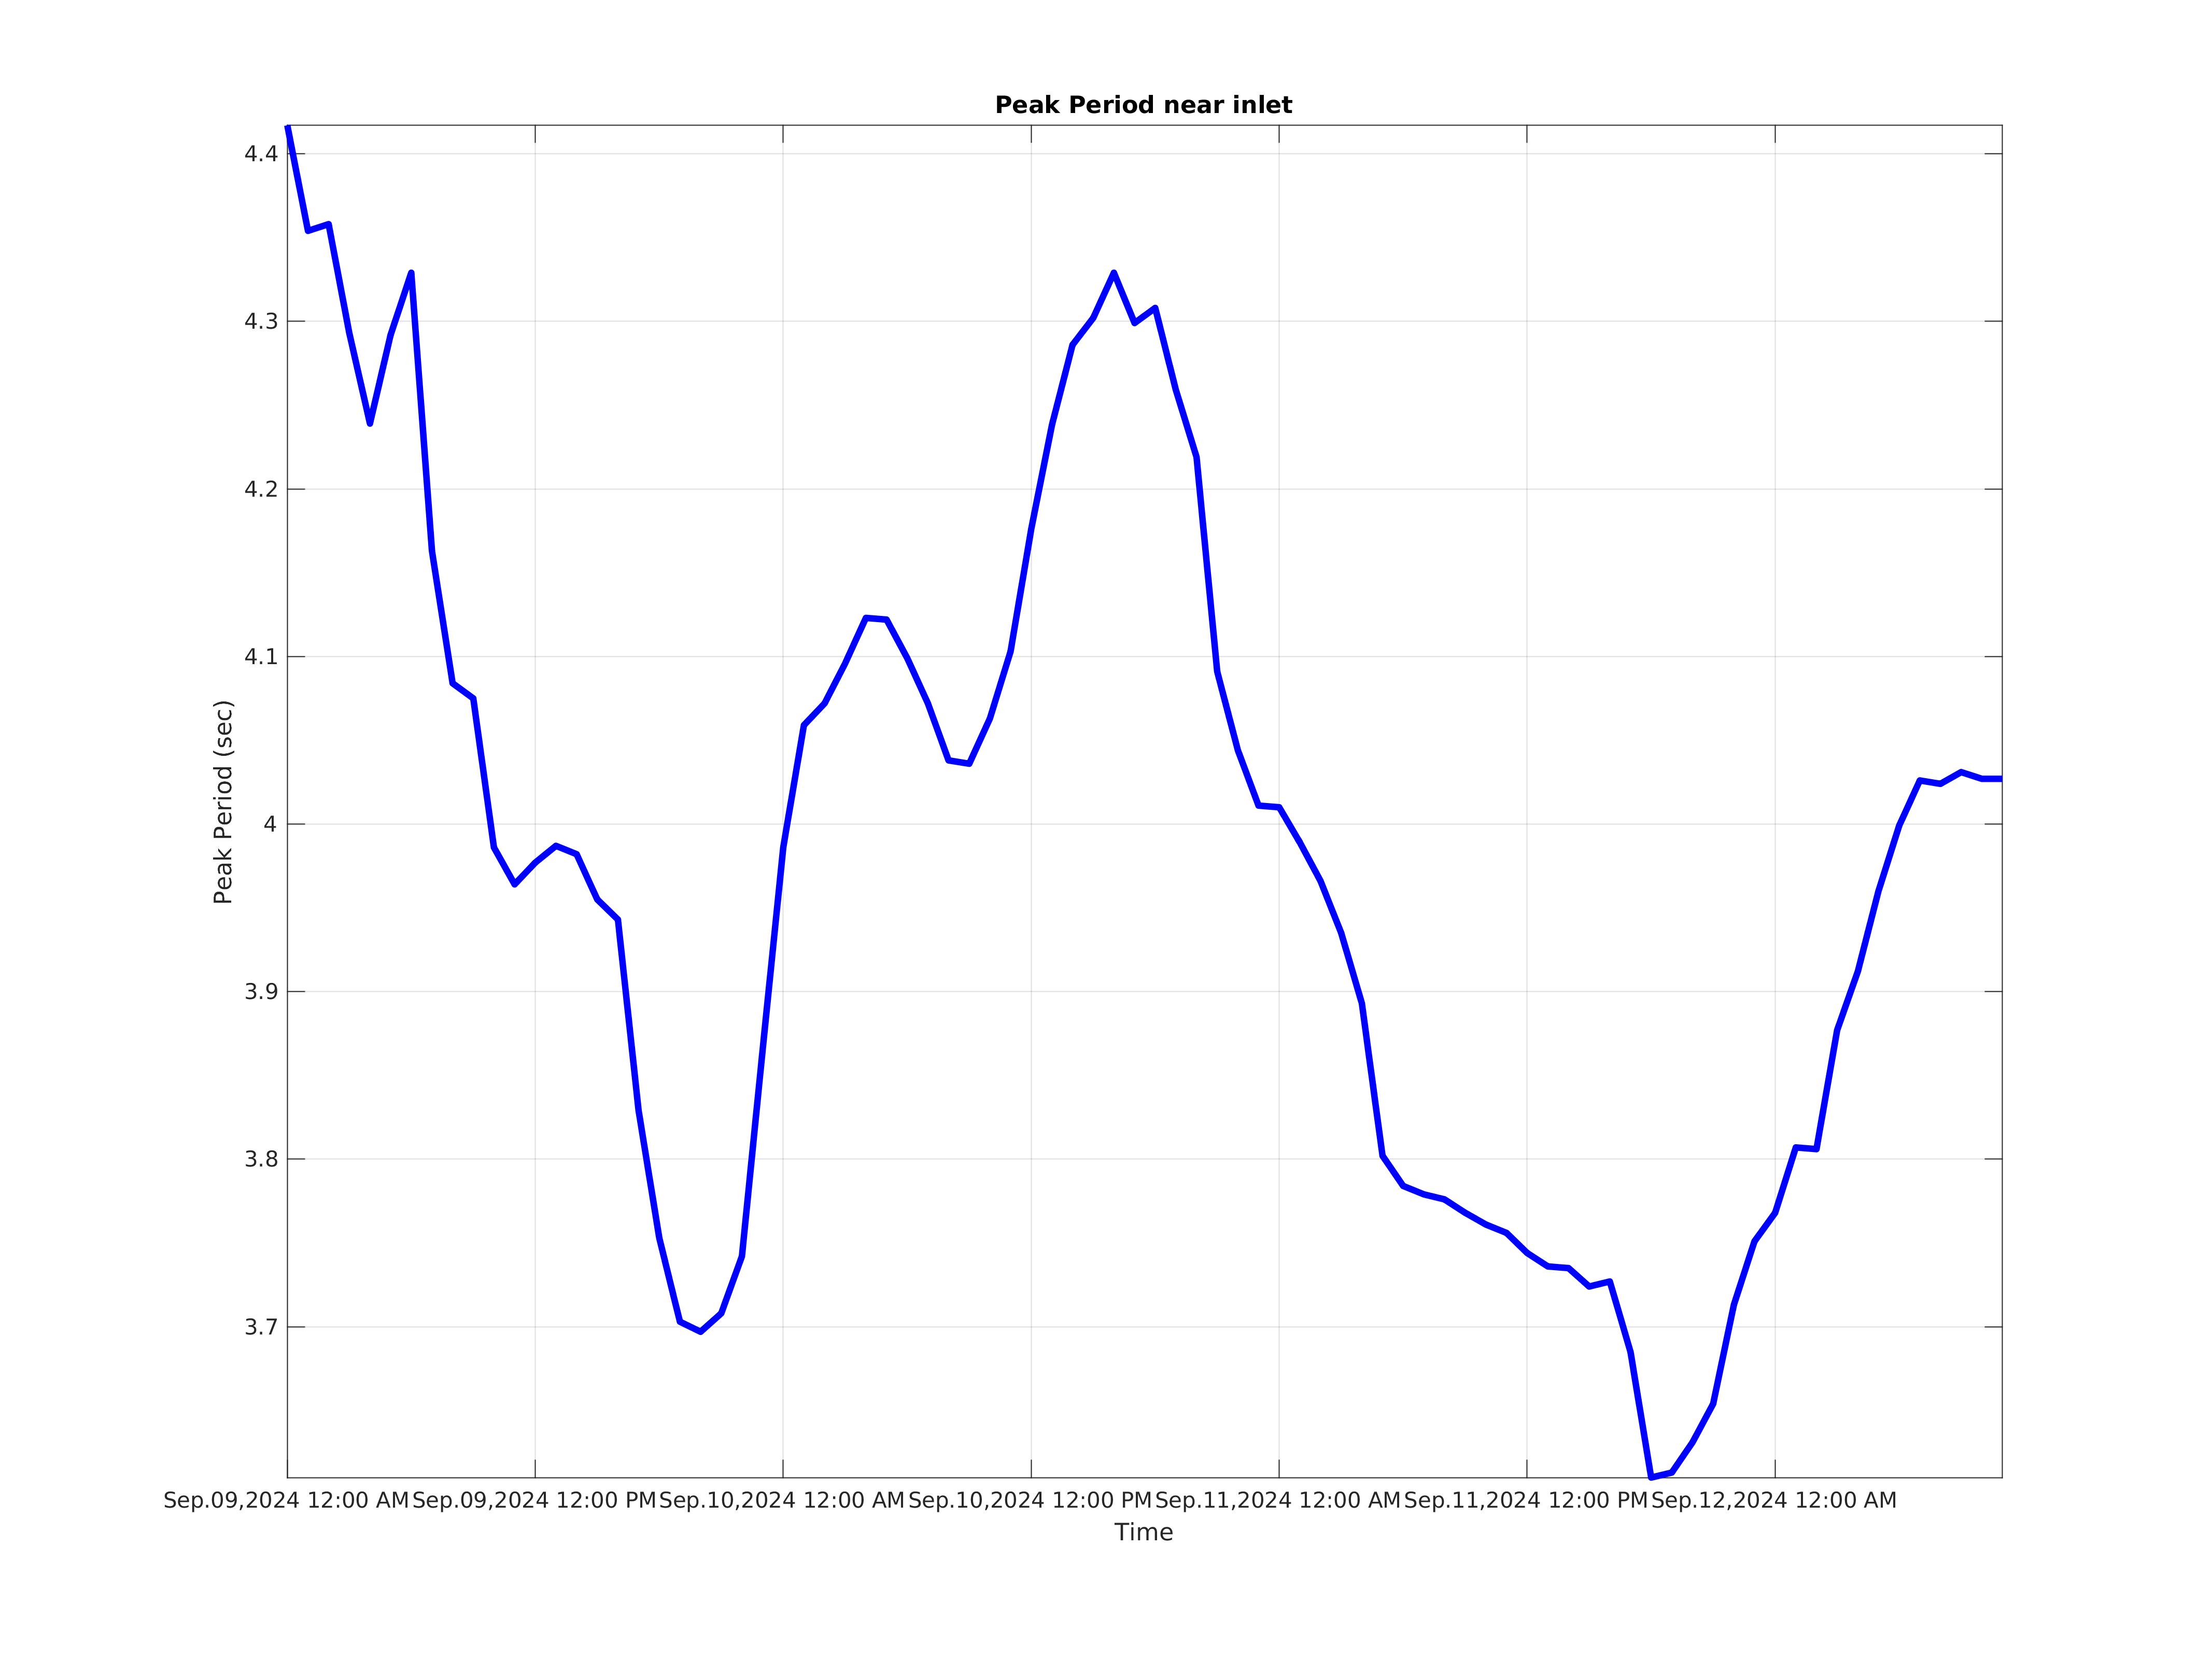 Peak Period near inlet
4.4
4.3
4.2
4.1
4
3.9
3.8
3.7
Peak Period (sec)
Sep.09,2024 12:00 AM Sep.09,2024 12:00 PM Sep.10,2024 12:00 AM Sep.10,2024 12:00 PM Sep.11,2024 12:00 AM Sep.11,2024 12:00 PM Sep.12,2024 12:00 AM
Time